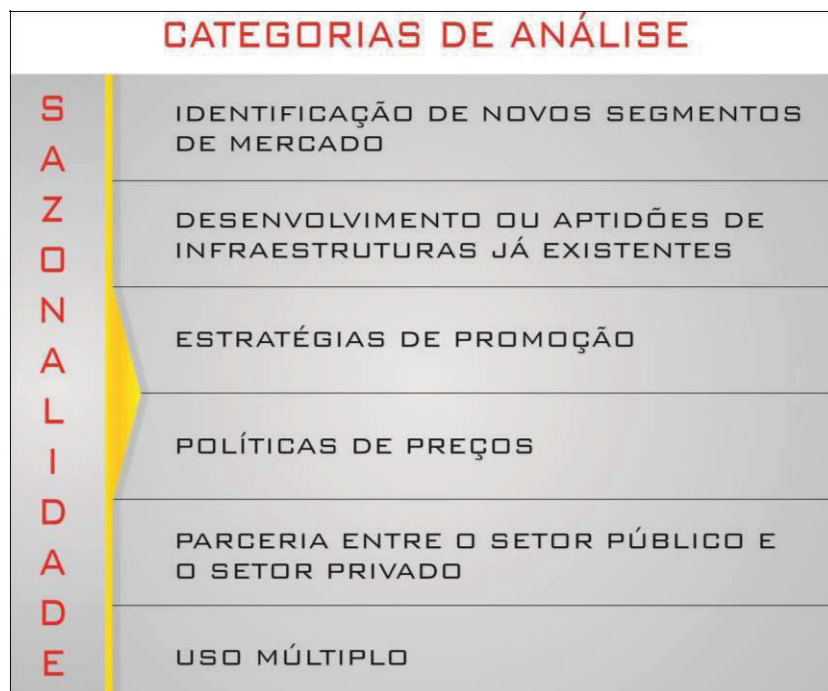 CATEGORIAS DE ANÁLISE
SAZONALIDADE
IDENTIFICAÇÃO DE NOVOS SEGMENTOS
DE MERCADO
DESENVOLVIMENTO OU APTIDÕES DE
INFRAESTRUTURAS JÁ EXISTENTES
ESTRATÉGIAS DE PROMOÇÃO
POLÍTICAS DE PREÇOS
PARCERIA ENTRE O SETOR PÚBLICO E
O SETOR PRIVADO
USO MÚLTIPLO